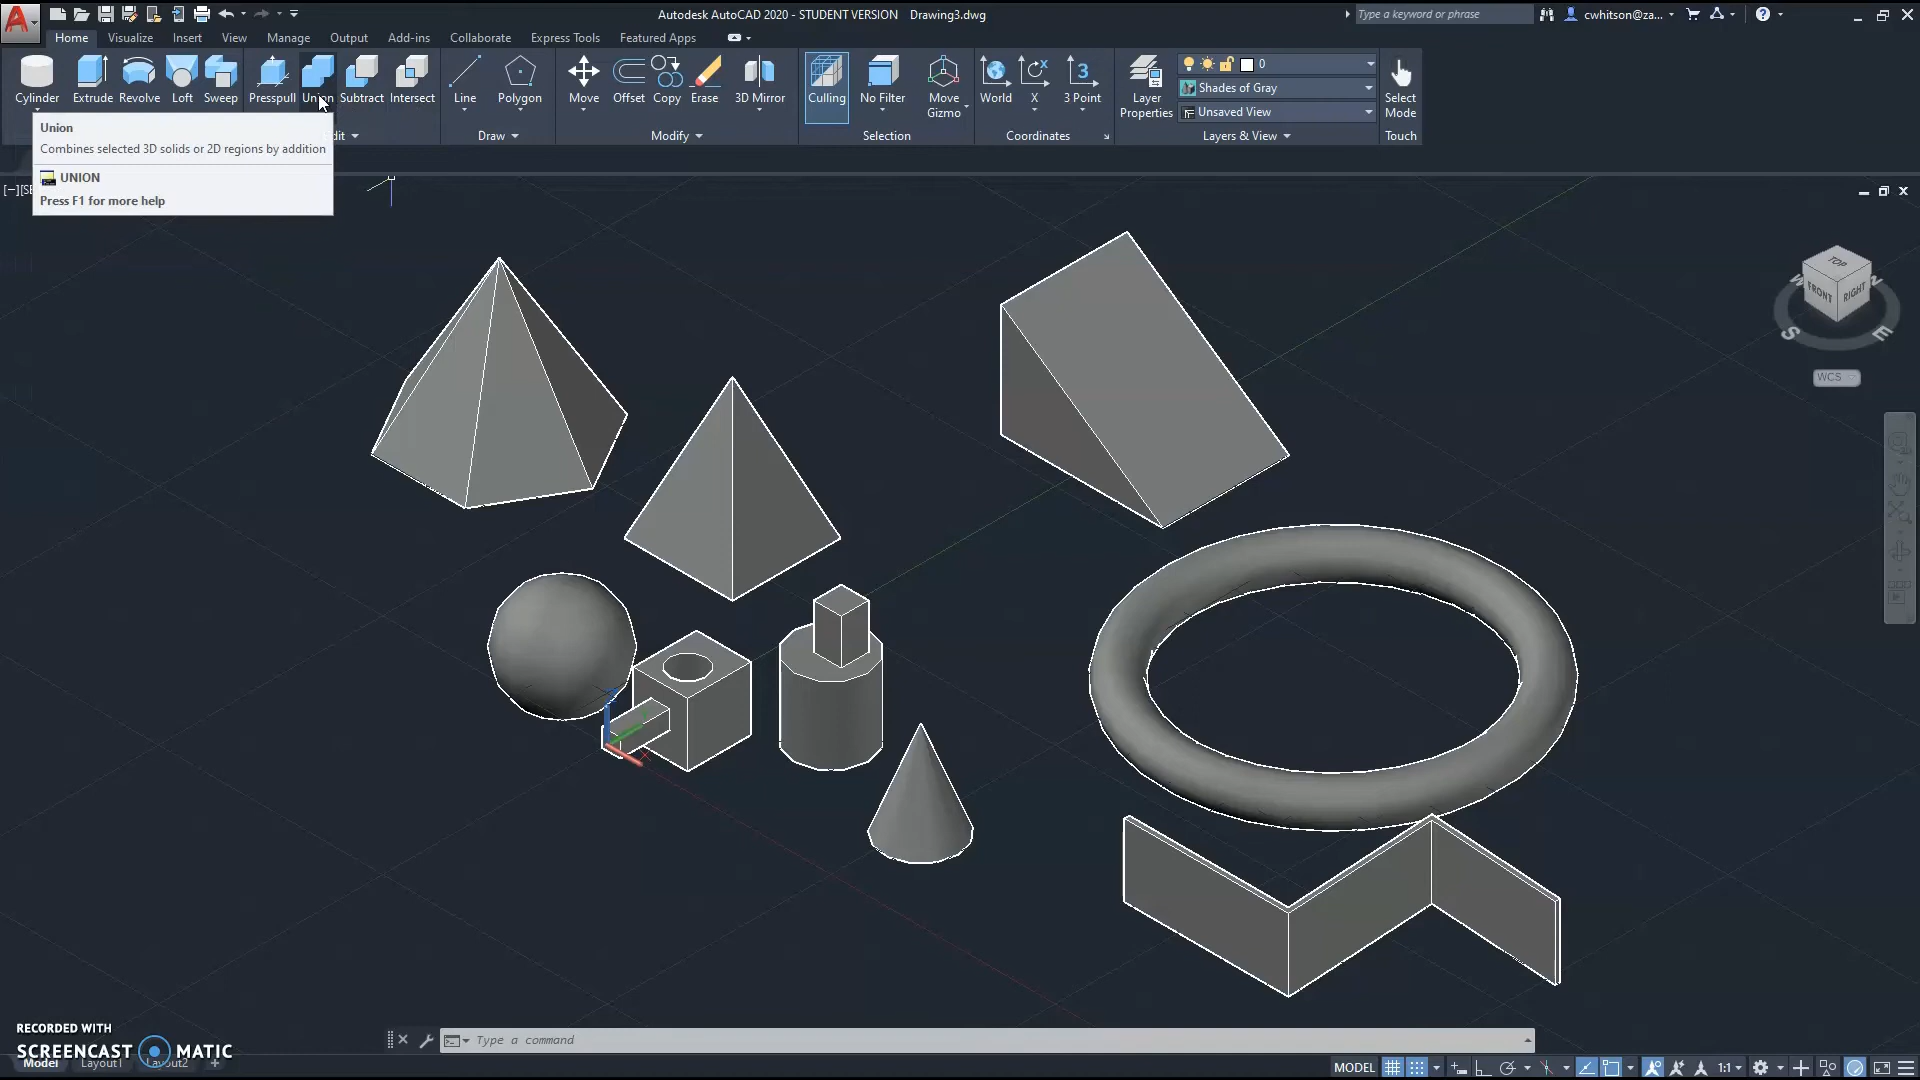 Autodesk AutoCAD 2020 - STUDENT VERSION Drawing3.dwg
Type a keyword or phrase
cwhitson@za...
Home Visualize Insert View Manage Output Add-ins Collaborate Express Tools Featured Apps
Cylinder Extrude Revolve Loft Sweep Presspull Union Subtract Intersect
Line Polygon
Move Offset Copy Erase 3D Mirror
Culling No Filter Move Gizmo
World X 3 Point
Layer Properties
0
Shades of Gray
Unsaved View
Select Mode
Draw Modify Selection Coordinates Layers & View Touch
Union
Combines selected 3D solids or 2D regions by addition
UNION
Press F1 for more help
TOP
FRONT RIGHT
W N S E
WCS
Type a command
RECORDED WITH
SCREENCAST MATIC
Model Layout1 Layout2 +
MODEL 1:1